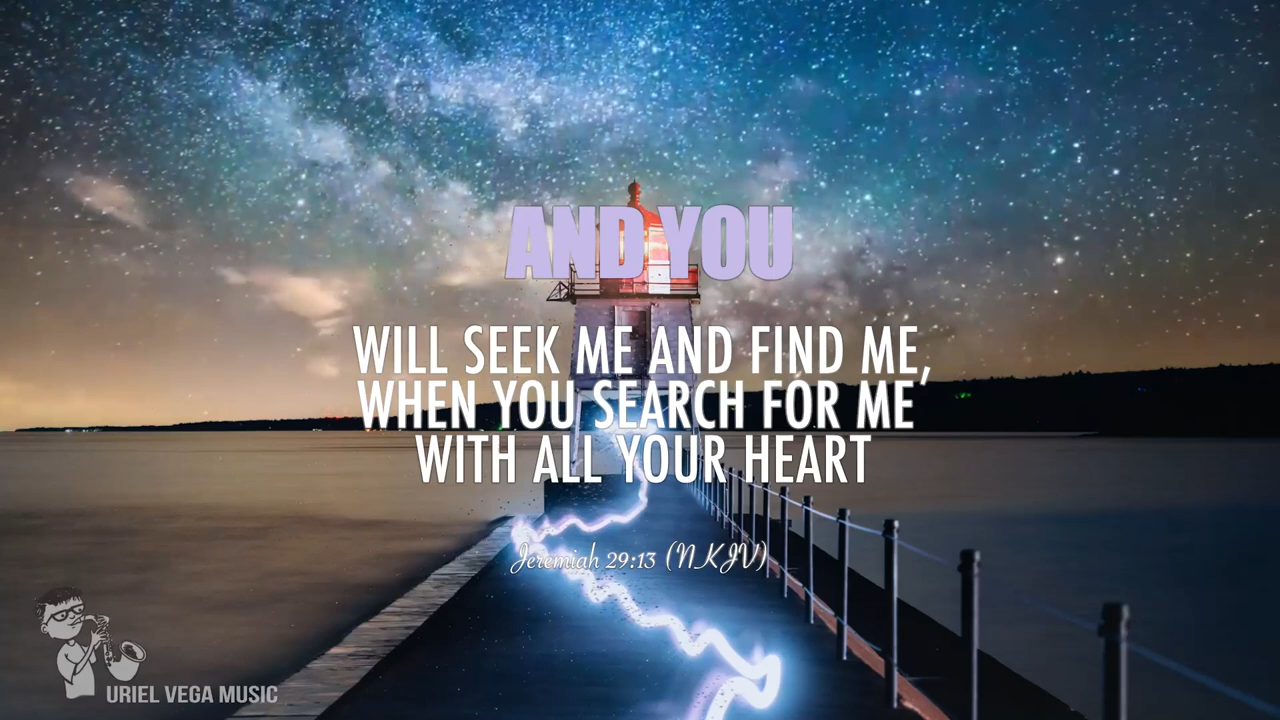 AND YOU
WILL SEEK ME AND FIND ME,
WHEN YOU SEARCH FOR ME
WITH ALL YOUR HEART
Jeremiah 29:13 (NKJV)
URIEL VEGA MUSIC